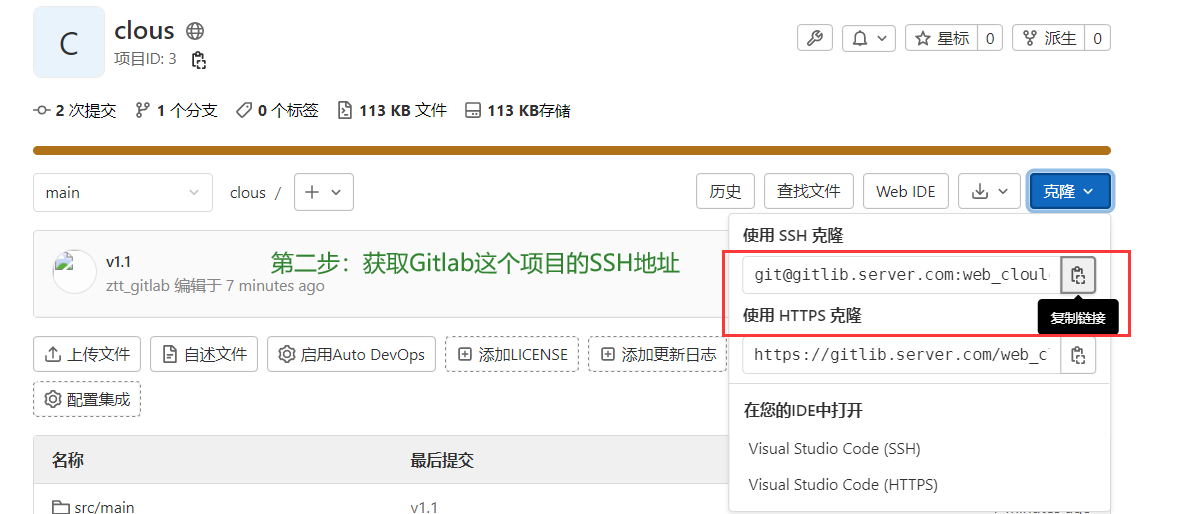 C
clous
项目ID: 3
2 次提交 1 个分支 0 个标签 113 KB 文件 113 KB存储
星标 0 派生 0
main clous / 历史 查找文件 Web IDE 克隆
v1.1
ztt_gitlab 编辑于 7 minutes ago
第二步：获取Gitlab这个项目的SSH地址
使用 SSH 克隆
git@gitlib.server.com:web_cloul
使用 HTTPS 克隆
复制链接
https://gitlib.server.com/web_c
在您的IDE中打开
Visual Studio Code (SSH)
Visual Studio Code (HTTPS)
上传文件 自述文件 启用Auto DevOps 添加LICENSE 添加更新日志
配置集成
名称 最后提交
src/main v1.1